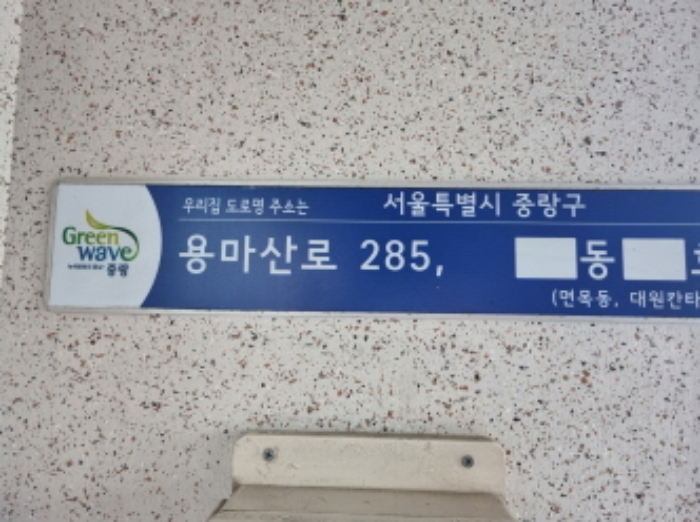 Green
wave
중랑
우리집 도로명 주소는
서울특별시 중랑구
용마산로 285, 동
(면목동, 대원칸타